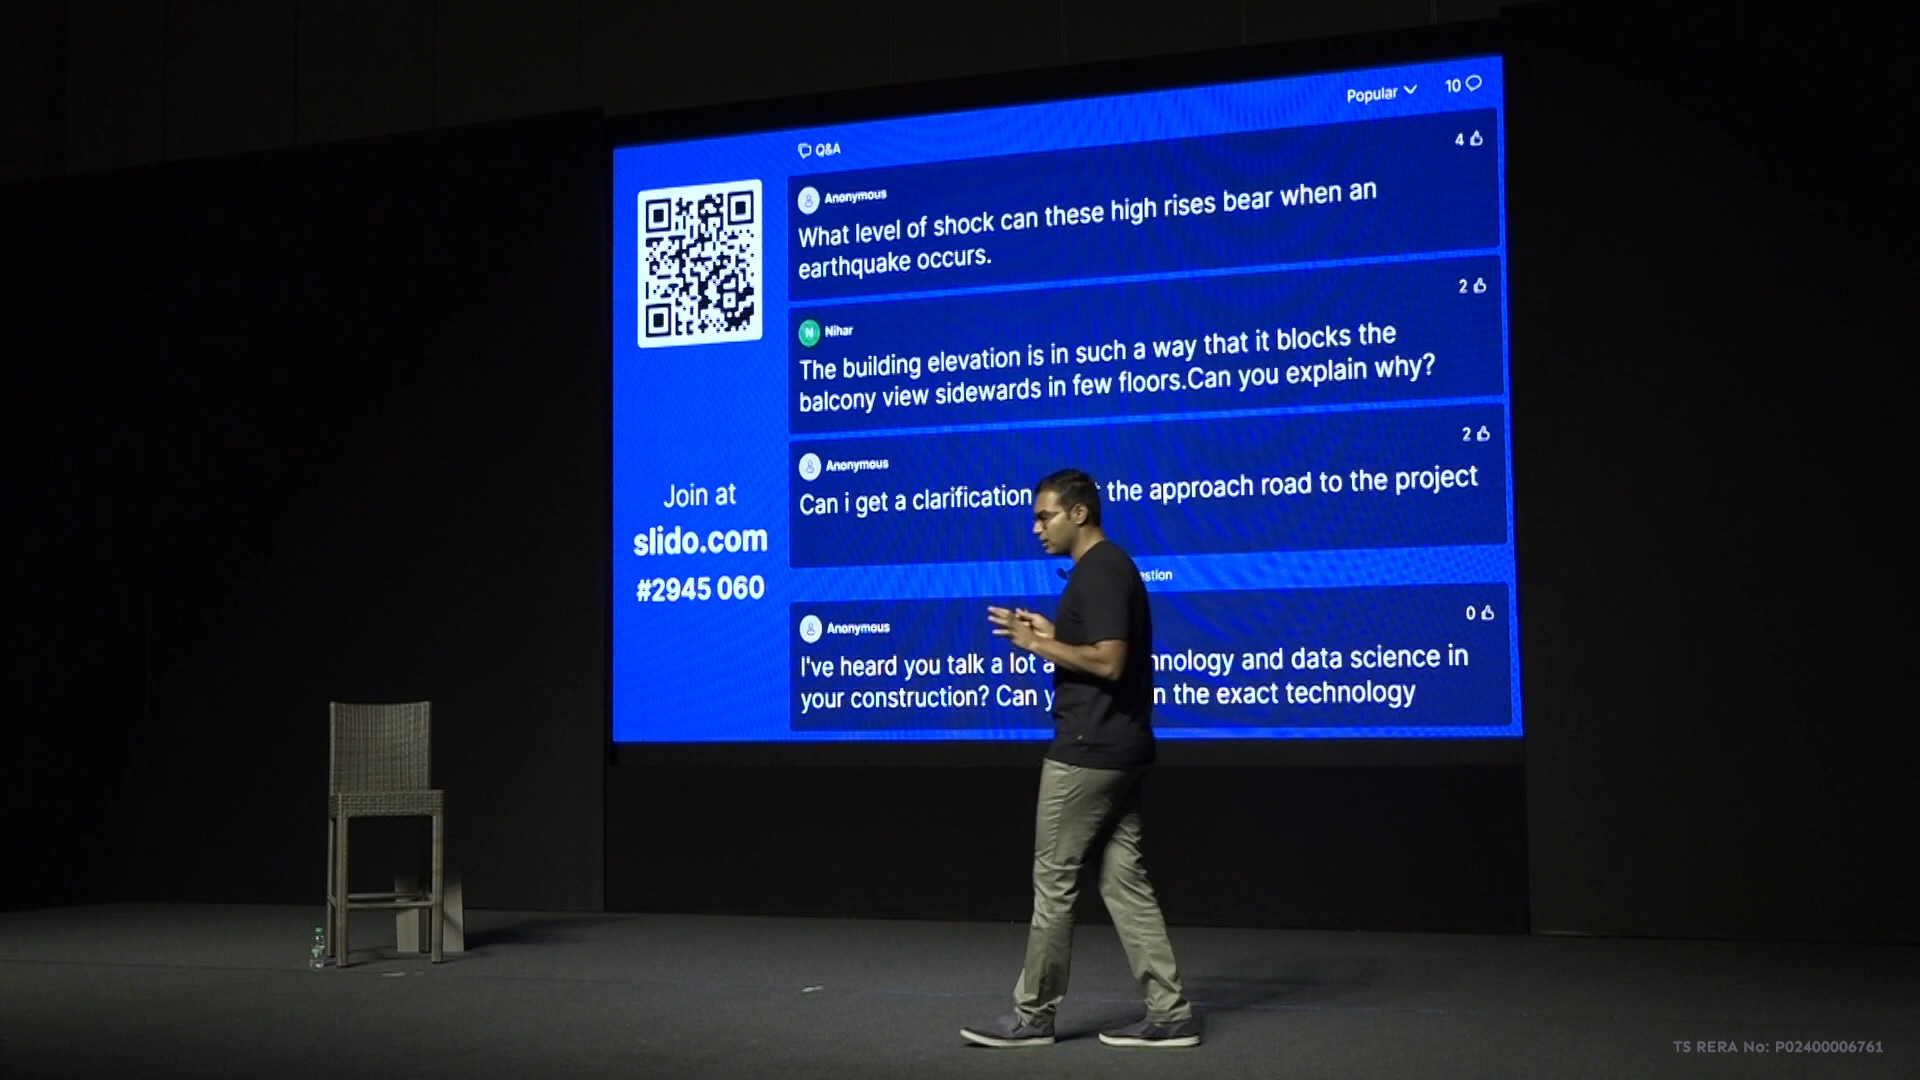 Popular
10
Q&A
4
Anonymous
What level of shock can these high rises bear when an
earthquake occurs.
2
N
Nihar
The building elevation is in such a way that it blocks the
balcony view sidewards in few floors.Can you explain why?
2
Anonymous
Can i get a clarification the approach road to the project
Join at
slido.com
#2945 060
0
Anonymous
I've heard you talk a lot and data science in
your construction? Can the exact technology
TS RERA No: P02400006761